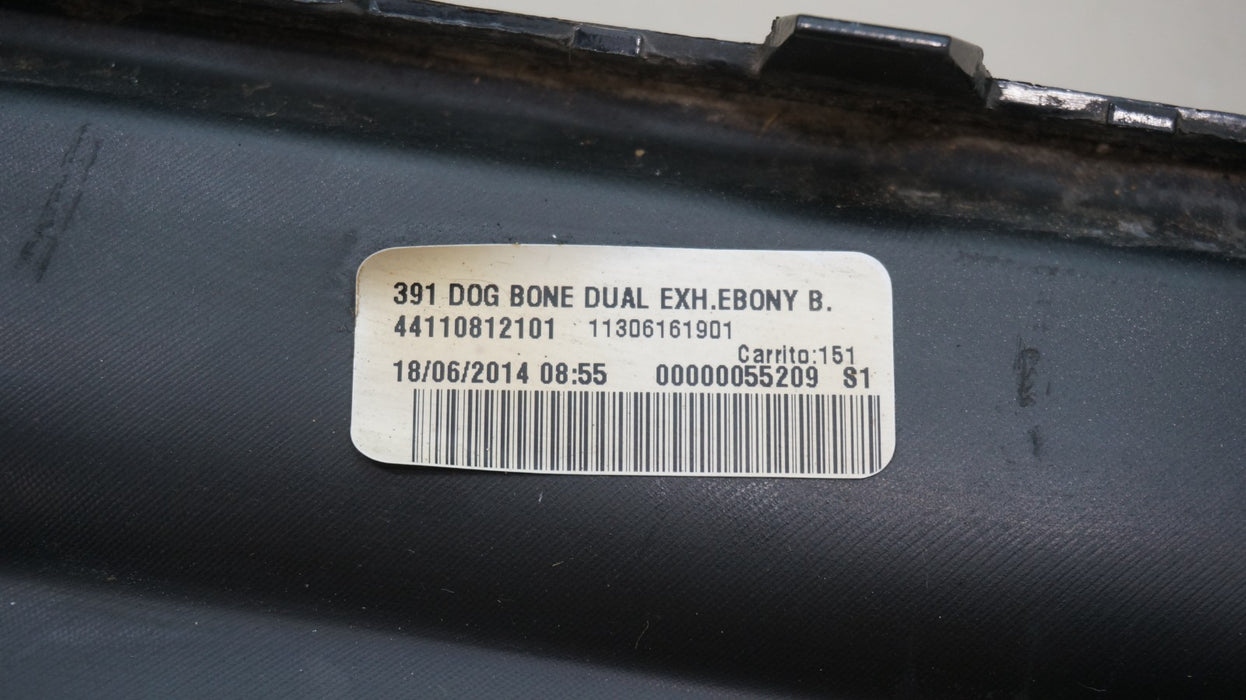 391 DOG BONE DUAL EXH.EBONY B.
44110812101 11306161901
Carrito:151
18/06/2014 08:55 00000055209 S1